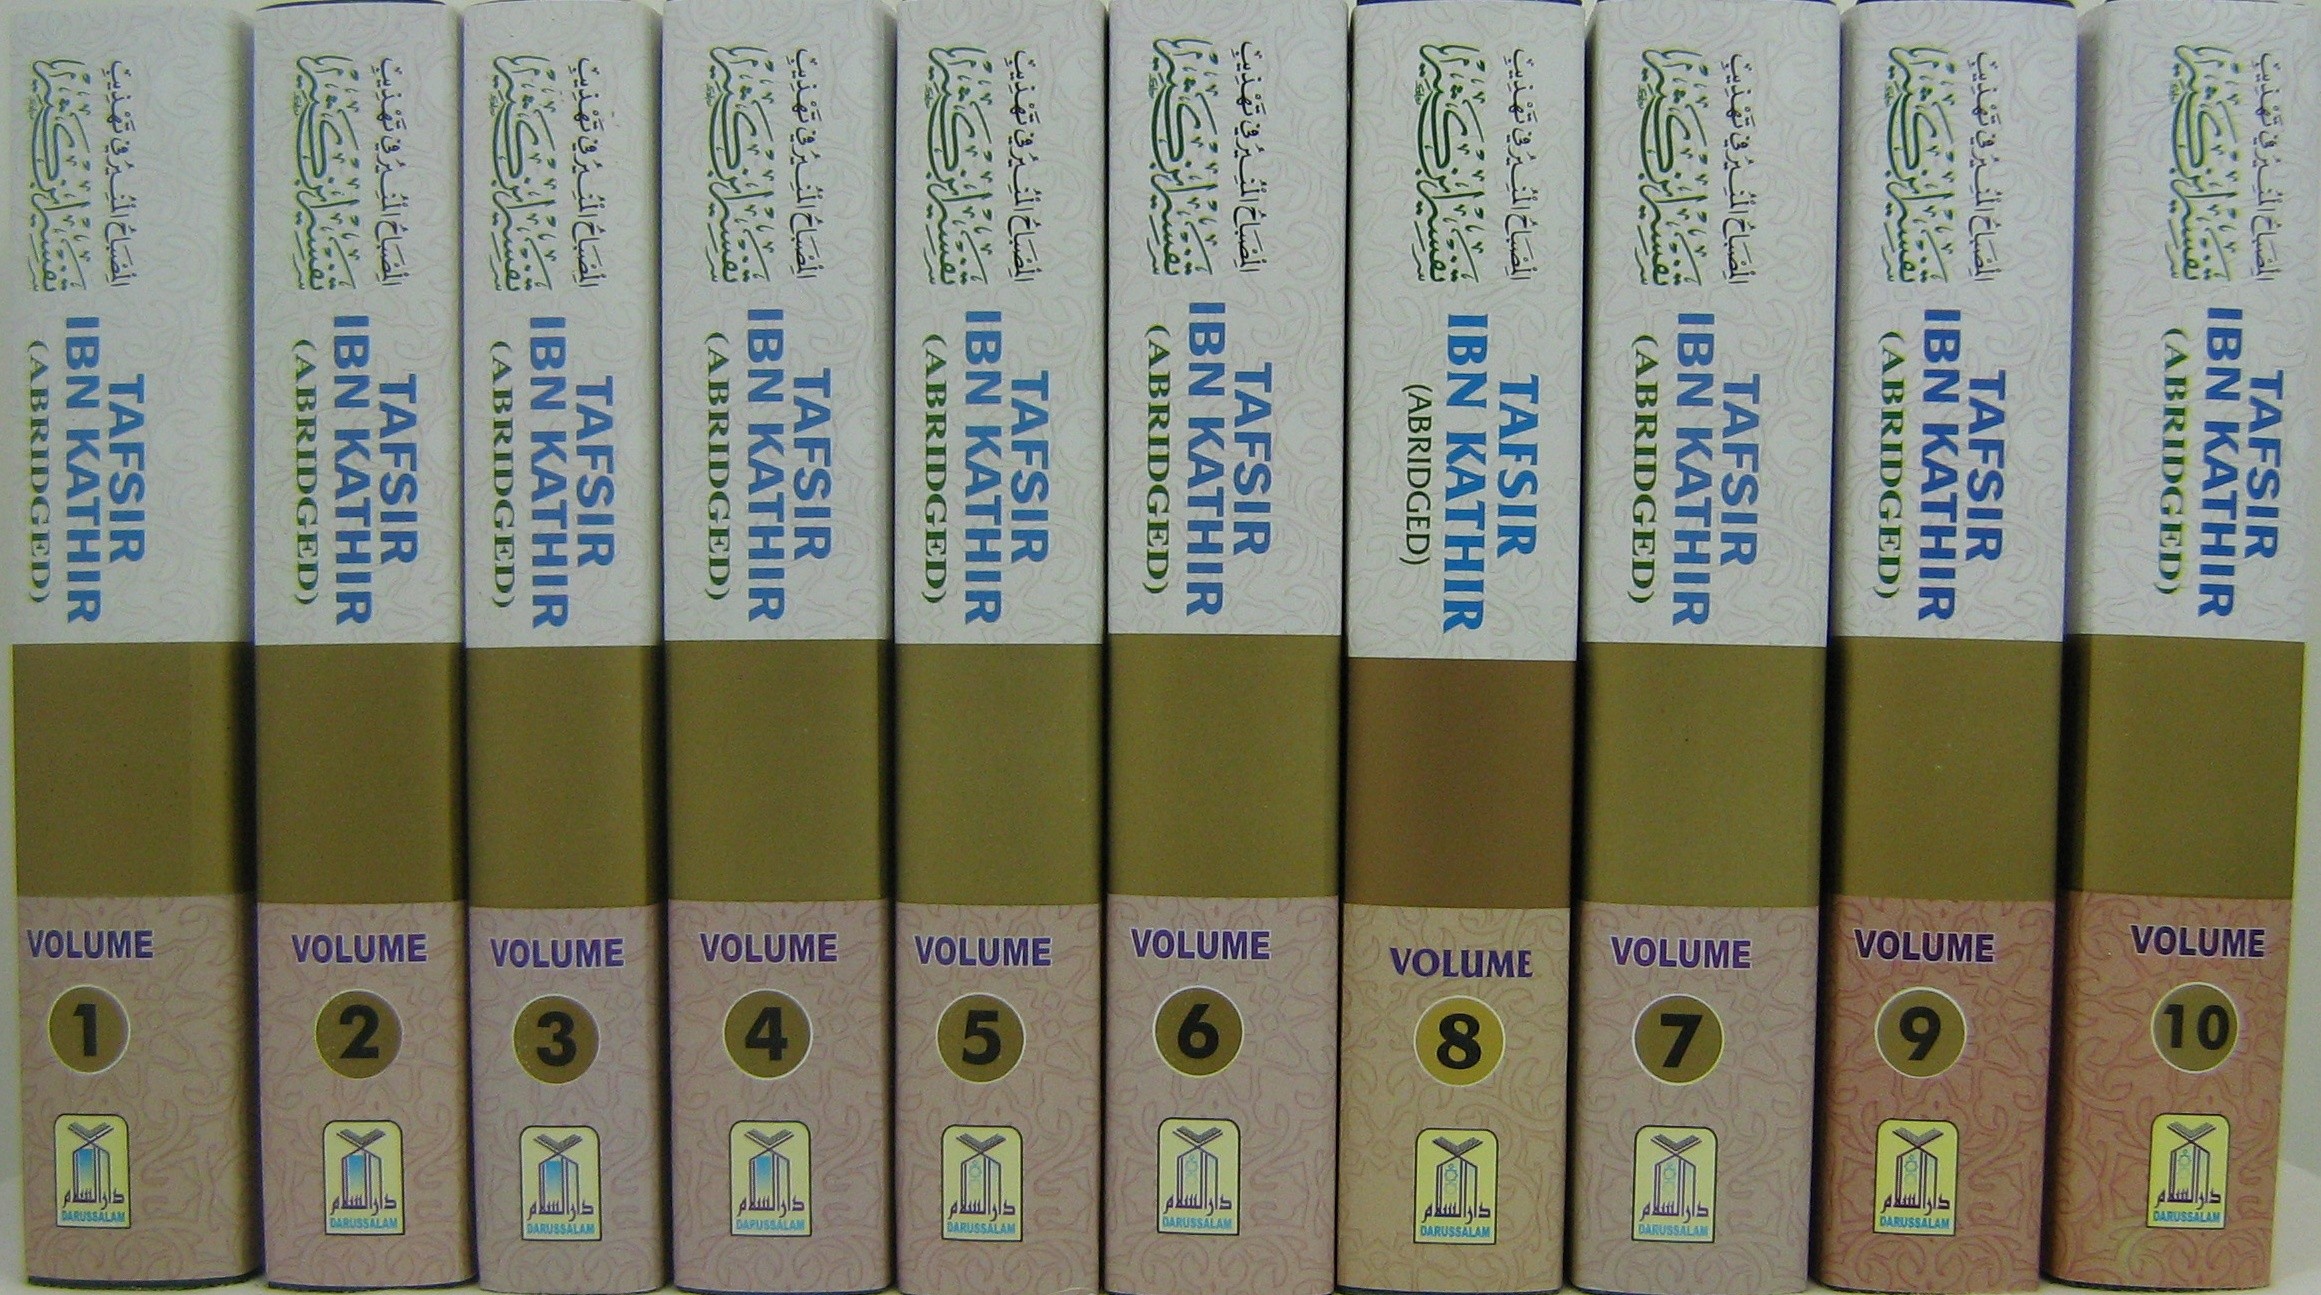 المصباح المنير في تهذيب
تفسير ابن كثير
TAFSIR
IBN KATHIR
(ABRIDGED)
VOLUME
1
دار السلام
DARUSSALAM
المصباح المنير في تهذيب
تفسير ابن كثير
TAFSIR
IBN KATHIR
(ABRIDGED)
VOLUME
2
دار السلام
DARUSSALAM
المصباح المنير في تهذيب
تفسير ابن كثير
TAFSIR
IBN KATHIR
(ABRIDGED)
VOLUME
3
دار السلام
DARUSSALAM
المصباح المنير في تهذيب
تفسير ابن كثير
TAFSIR
IBN KATHIR
(ABRIDGED)
VOLUME
4
دار السلام
DARUSSALAM
المصباح المنير في تهذيب
تفسير ابن كثير
TAFSIR
IBN KATHIR
(ABRIDGED)
VOLUME
5
دار السلام
DARUSSALAM
المصباح المنير في تهذيب
تفسير ابن كثير
TAFSIR
IBN KATHIR
(ABRIDGED)
VOLUME
6
دار السلام
DARUSSALAM
المصباح المنير في تهذيب
تفسير ابن كثير
TAFSIR
IBN KATHIR
(ABRIDGED)
VOLUME
8
دار السلام
DARUSSALAM
المصباح المنير في تهذيب
تفسير ابن كثير
TAFSIR
IBN KATHIR
(ABRIDGED)
VOLUME
7
دار السلام
DARUSSALAM
المصباح المنير في تهذيب
تفسير ابن كثير
TAFSIR
IBN KATHIR
(ABRIDGED)
VOLUME
9
دار السلام
DARUSSALAM
المصباح المنير في تهذيب
تفسير ابن كثير
TAFSIR
IBN KATHIR
(ABRIDGED)
VOLUME
10
دار السلام
DARUSSALAM